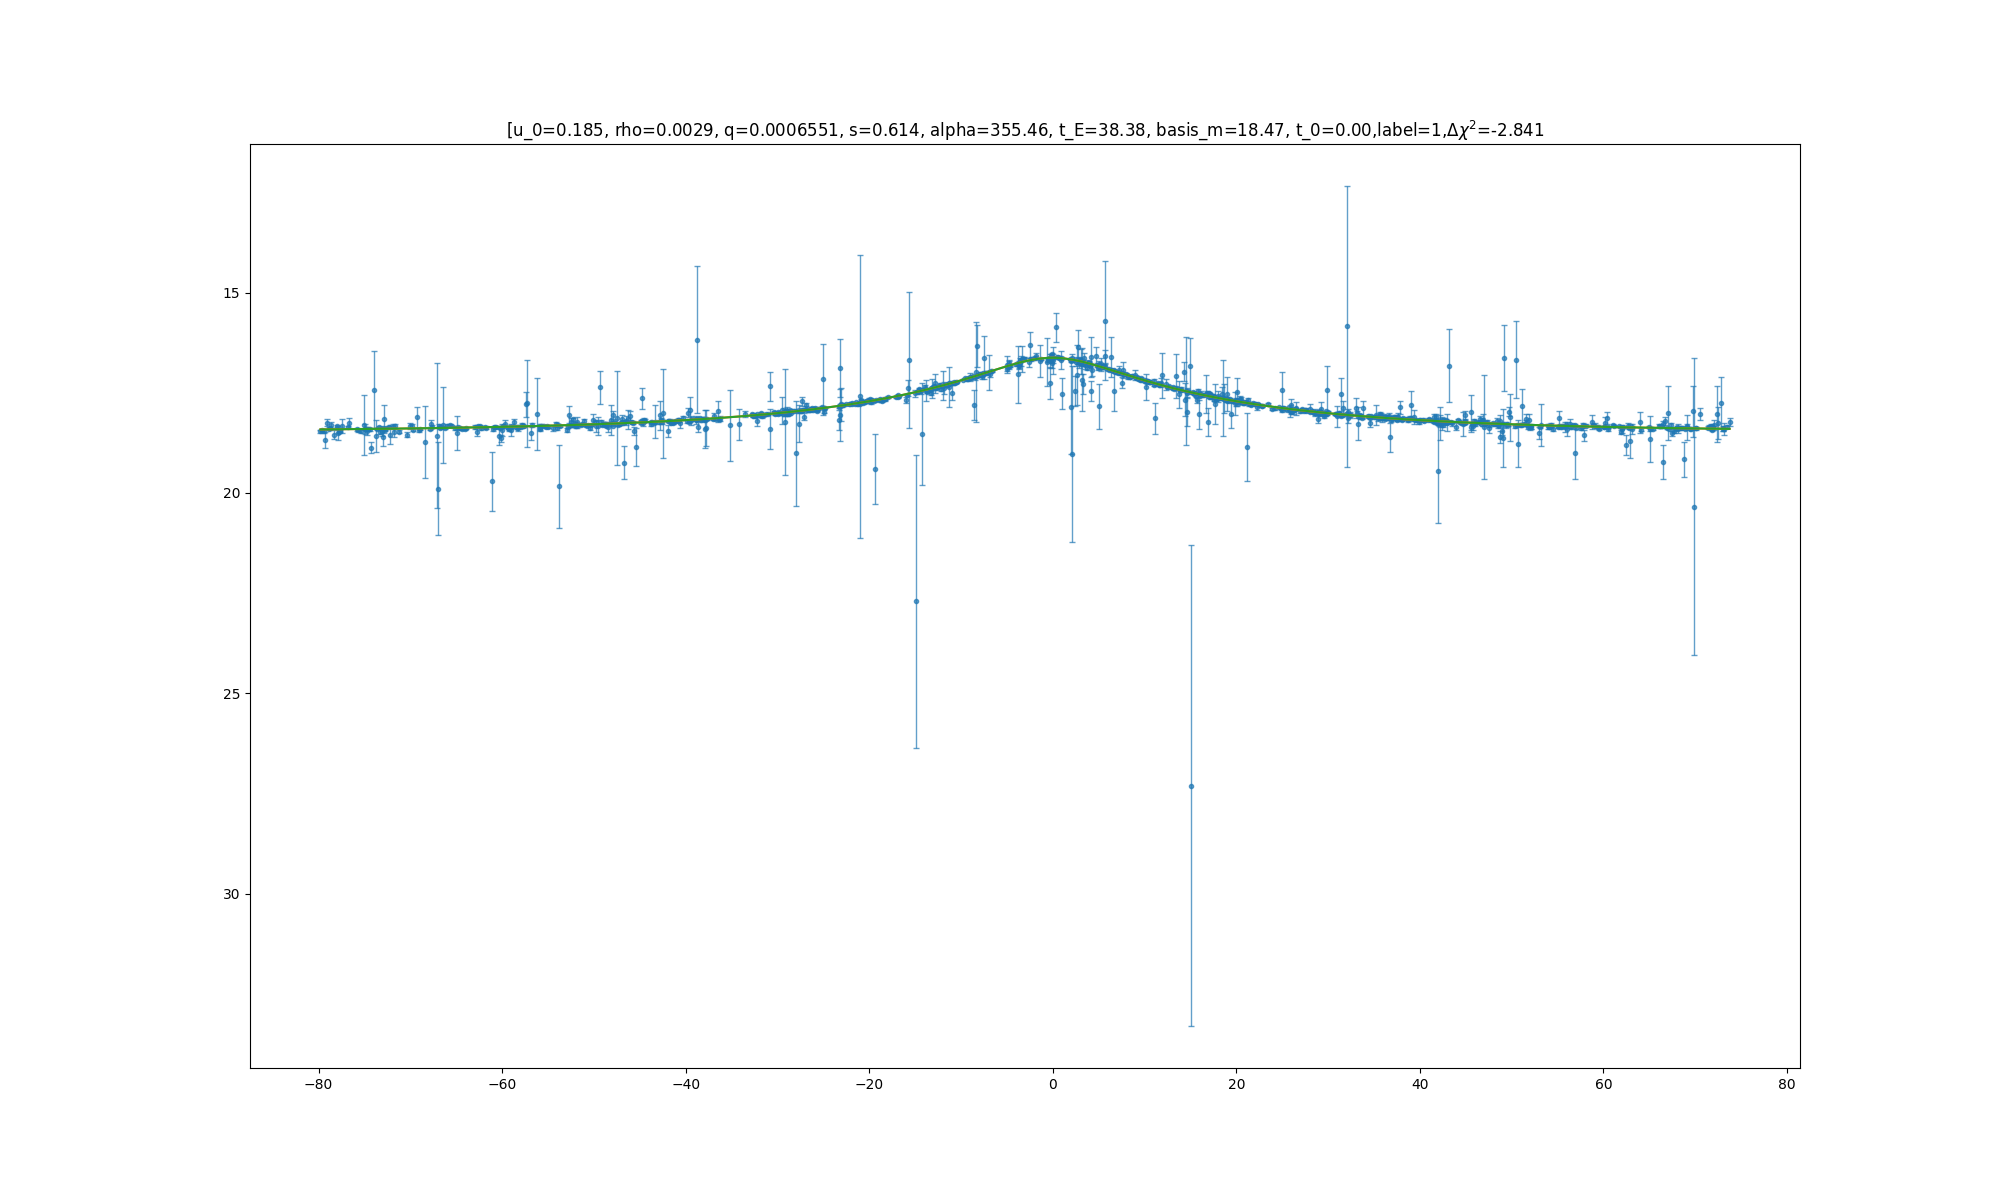 [u_0=0.185, rho=0.0029, q=0.0006551, s=0.614, alpha=355.46, t_E=38.38, basis_m=18.47, t_0=0.00,label=1,Δχ²=-2.841
15
20
25
30
−80 −60 −40 −20 0 20 40 60 80